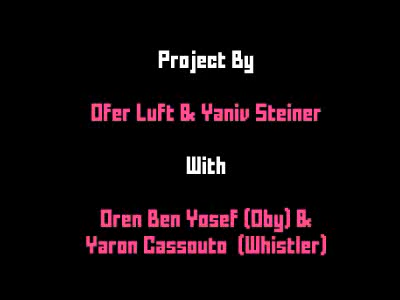 Project By
Ofer Luft & Yaniv Steiner
With
Oren Ben Yosef (Oby) &
Yaron Cassouto (Whistler)